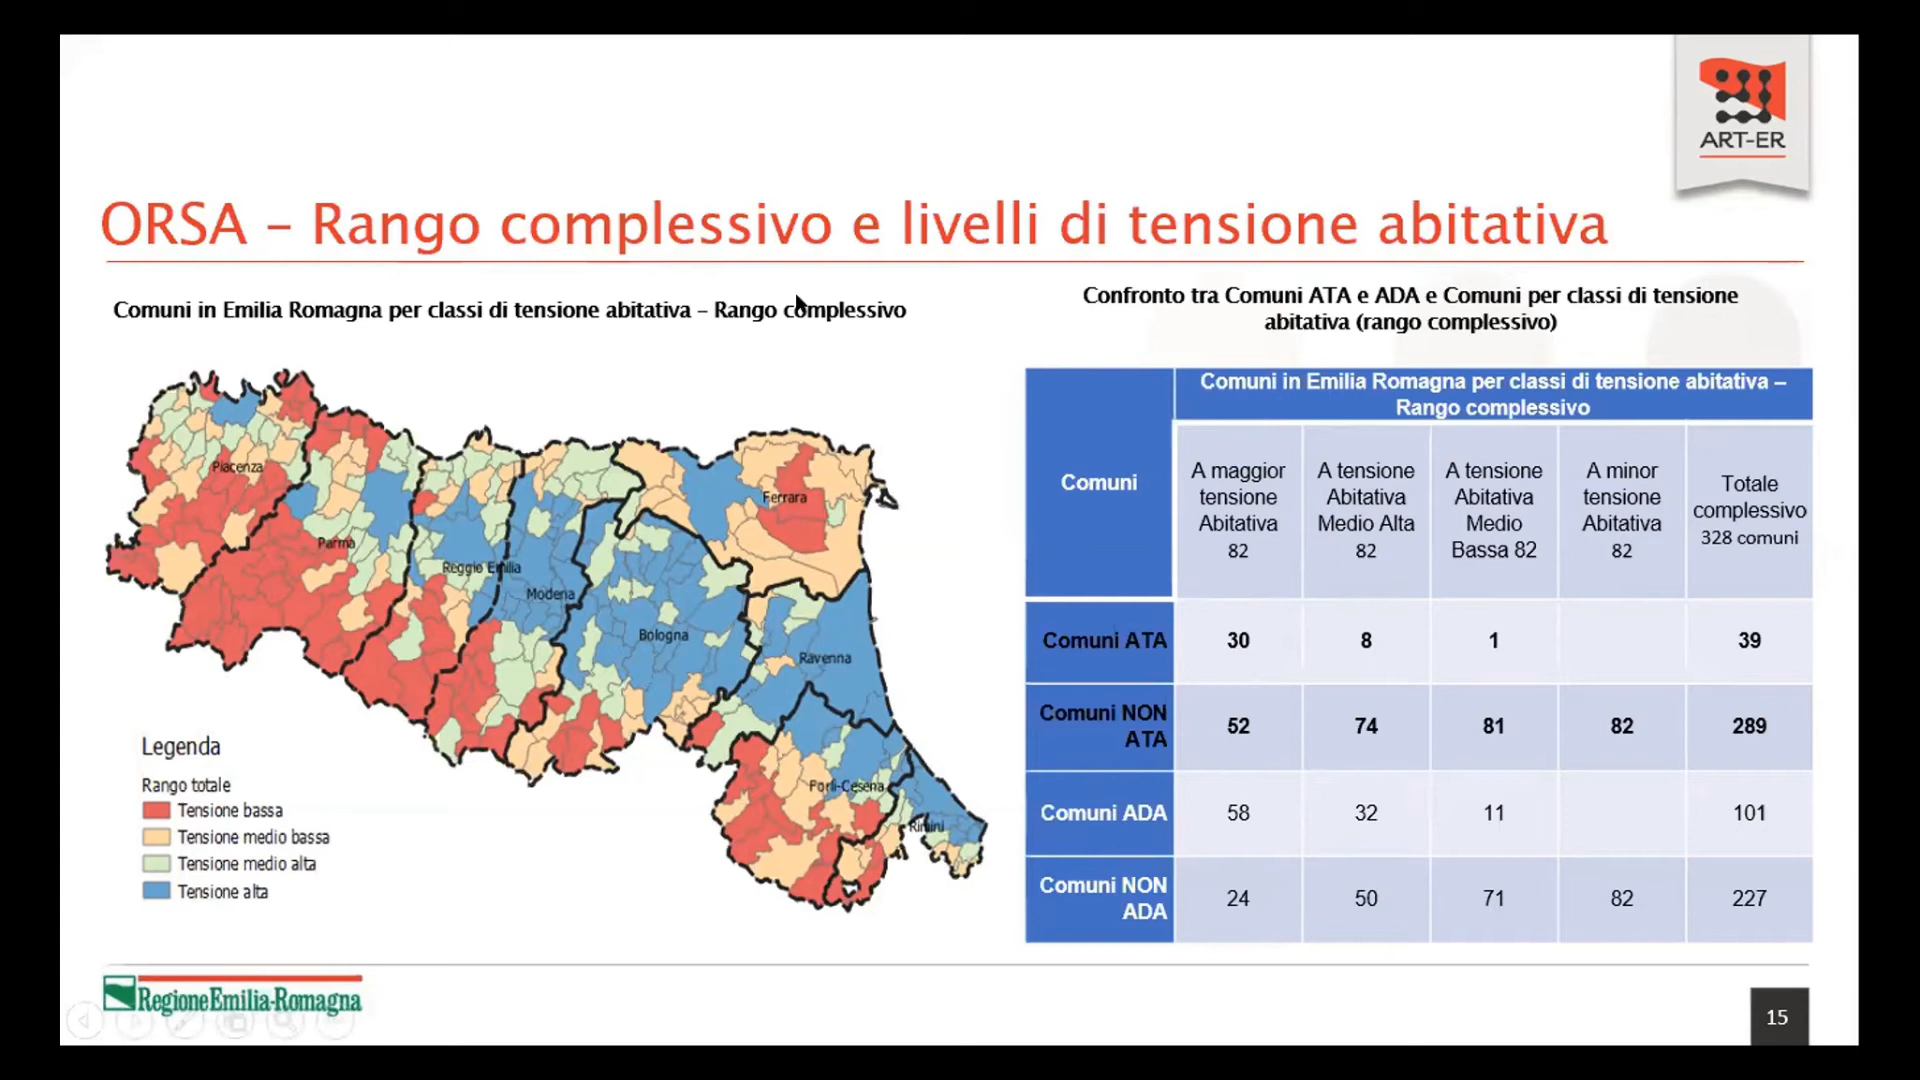 ART-ER
ORSA – Rango complessivo e livelli di tensione abitativa
Comuni in Emilia Romagna per classi di tensione abitativa – Rango complessivo
Piacenza
Parma
Reggio Emilia
Modena
Bologna
Ferrara
Ravenna
Forlì-Cesena
Rimini
Legenda
Rango totale
Tensione bassa
Tensione medio bassa
Tensione medio alta
Tensione alta
Confronto tra Comuni ATA e ADA e Comuni per classi di tensione
abitativa (rango complessivo)
Comuni
Comuni in Emilia Romagna per classi di tensione abitativa –
Rango complessivo
A maggior
tensione
Abitativa
82
A tensione
Abitativa
Medio Alta
82
A tensione
Abitativa
Medio
Bassa 82
A minor
tensione
Abitativa
82
Totale
complessivo
328 comuni
Comuni ATA
30
8
1
39
Comuni NON
ATA
52
74
81
82
289
Comuni ADA
58
32
11
101
Comuni NON
ADA
24
50
71
82
227
RegioneEmilia-Romagna
15